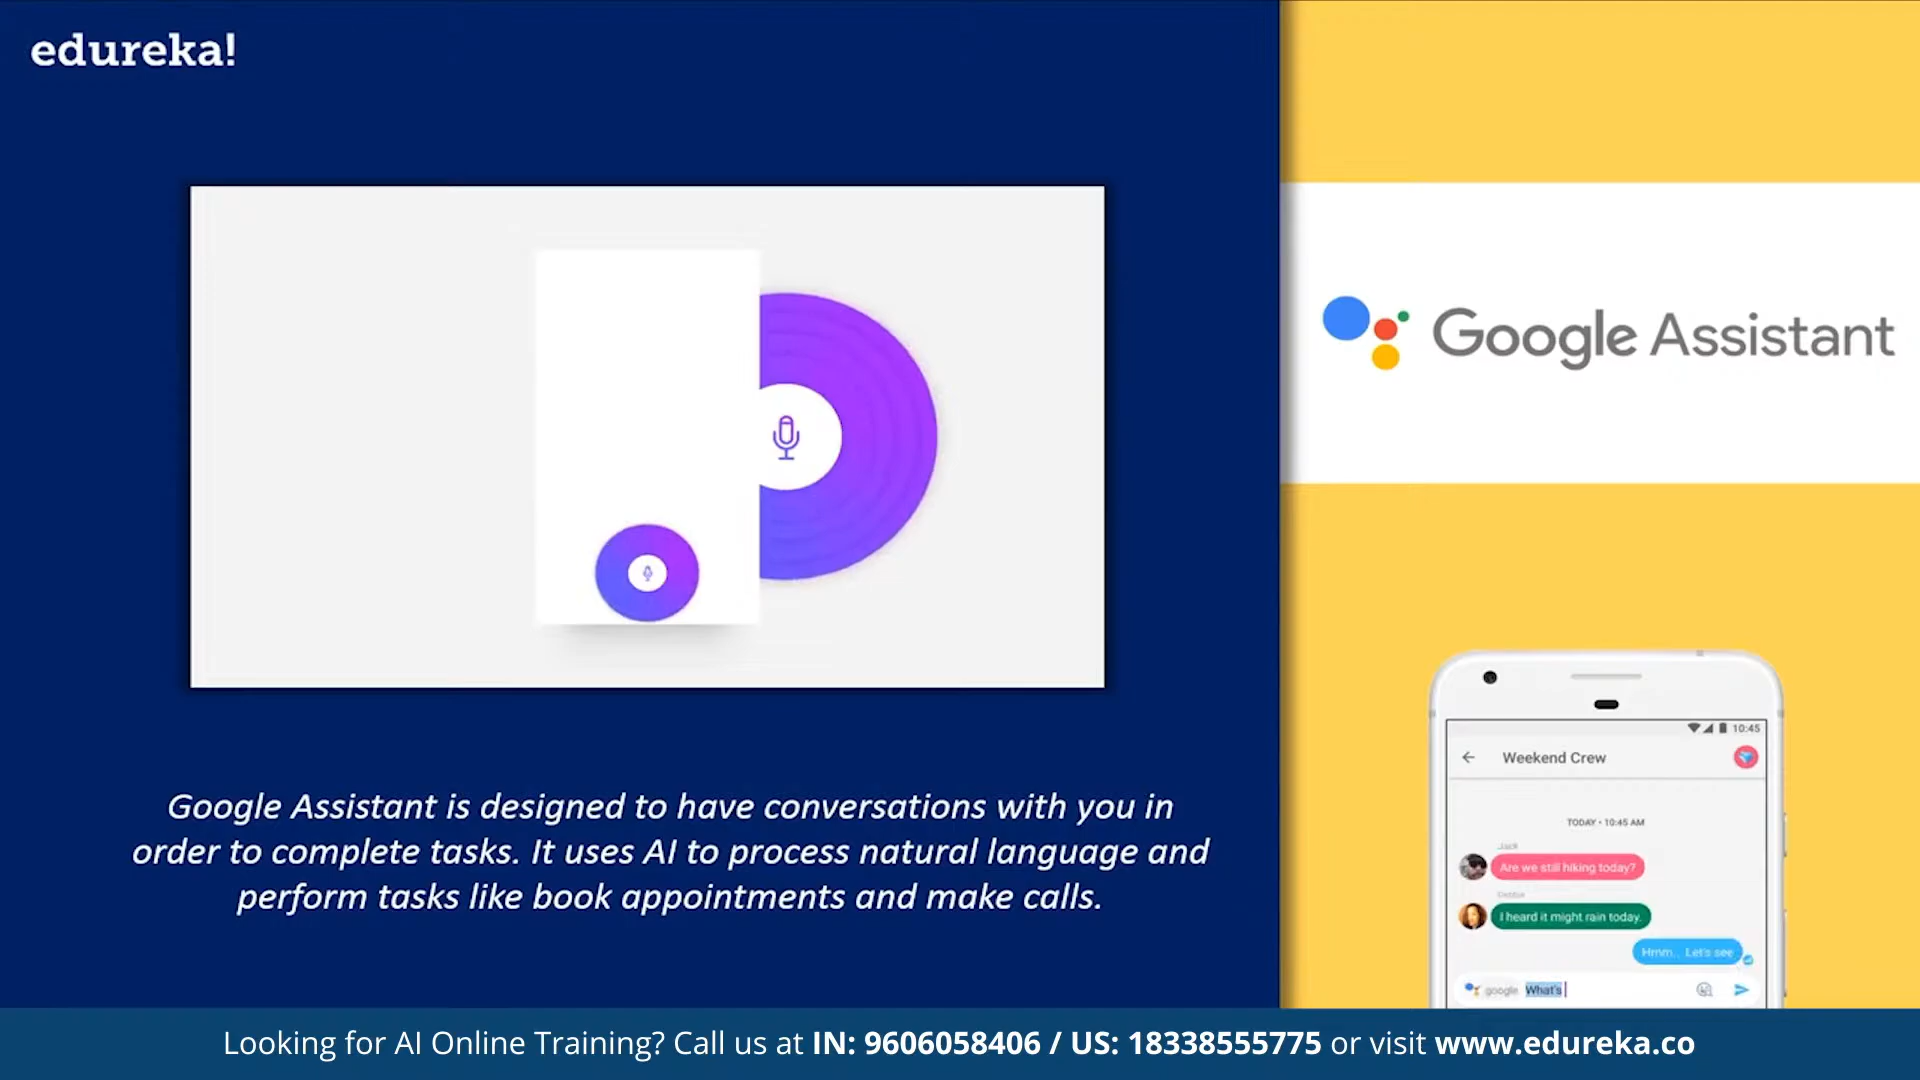 edureka!
Google Assistant is designed to have conversations with you in
order to complete tasks. It uses AI to process natural language and
perform tasks like book appointments and make calls.
Google Assistant
10:45
Weekend Crew
TODAY • 10:45 AM
Jack
Are we still hiking today?
Debbie
I heard it might rain today.
Hmm.. Let's see
google What's
Looking for AI Online Training? Call us at IN: 9606058406 / US: 18338555775 or visit www.edureka.co